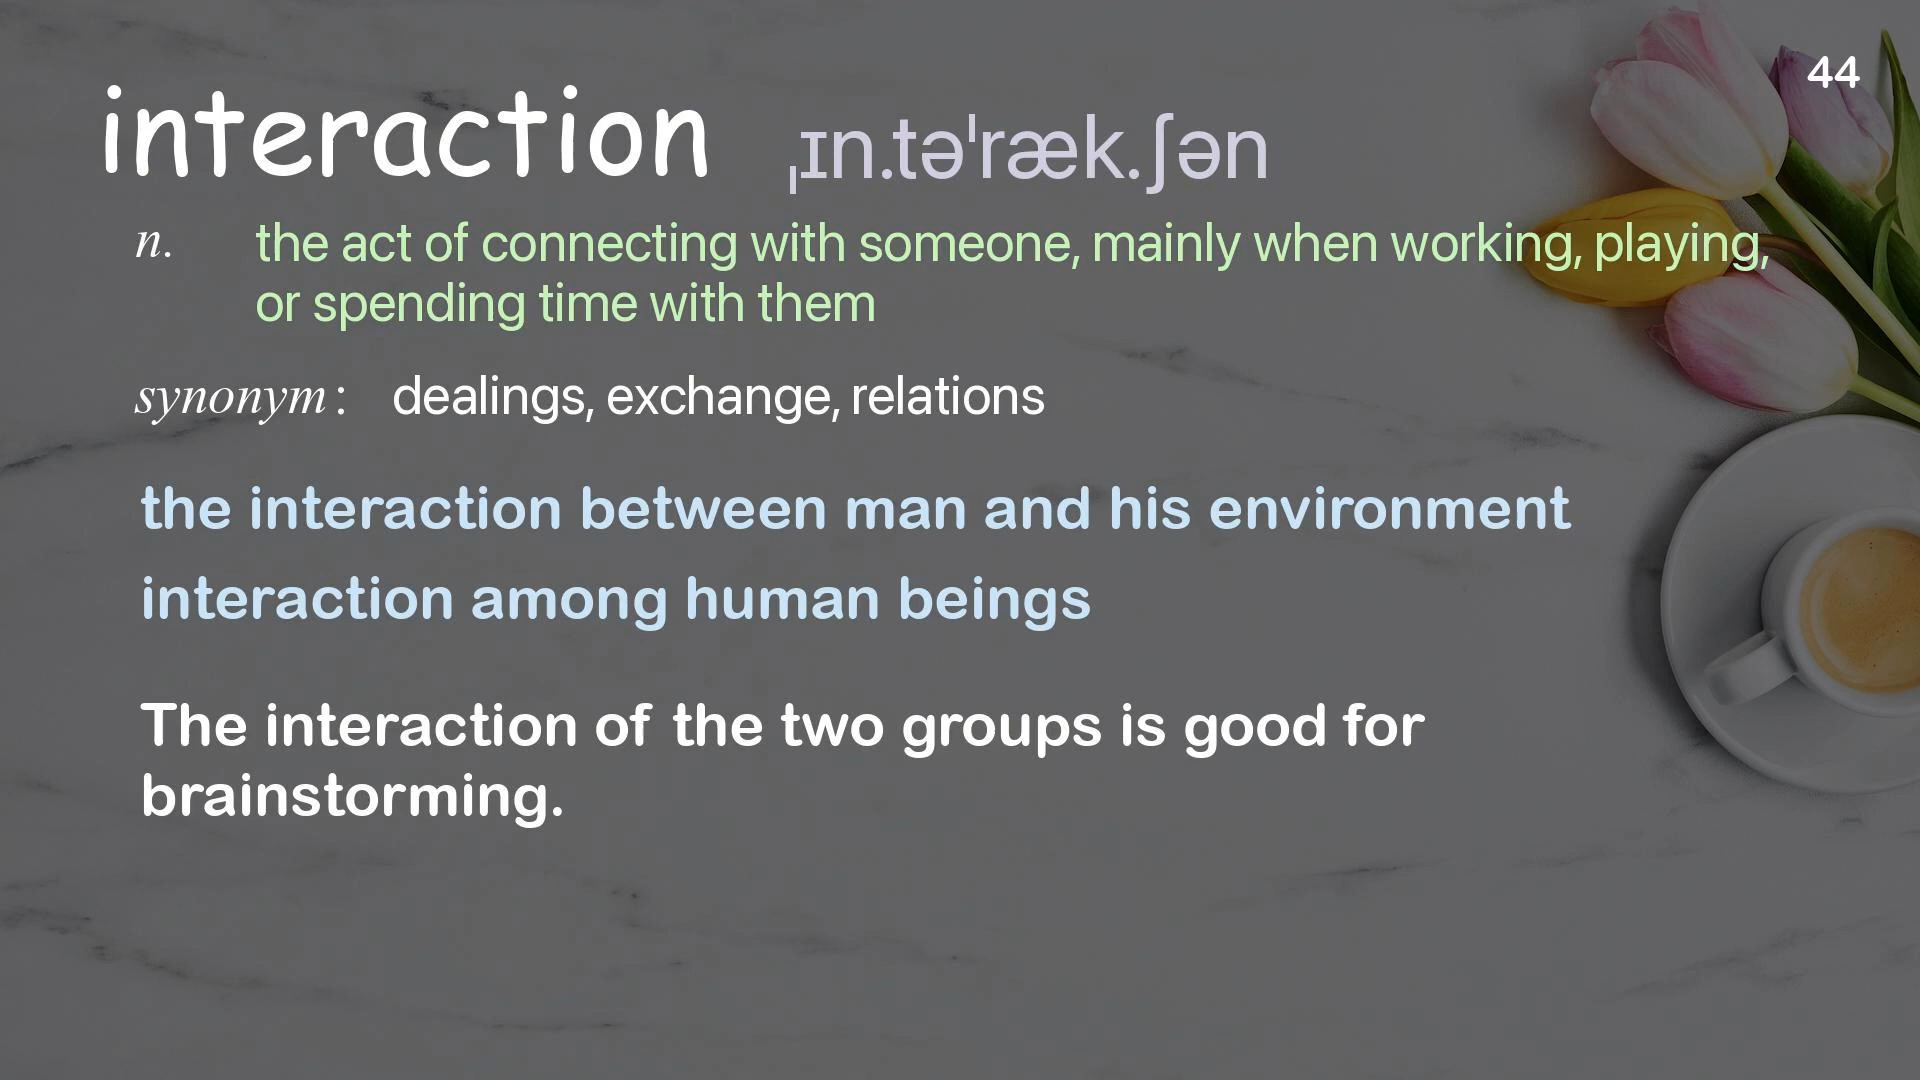 44
interaction ˌɪn.təˈræk.ʃən
n. the act of connecting with someone, mainly when working, playing,
or spending time with them
synonym: dealings, exchange, relations
the interaction between man and his environment
interaction among human beings
The interaction of the two groups is good for
brainstorming.